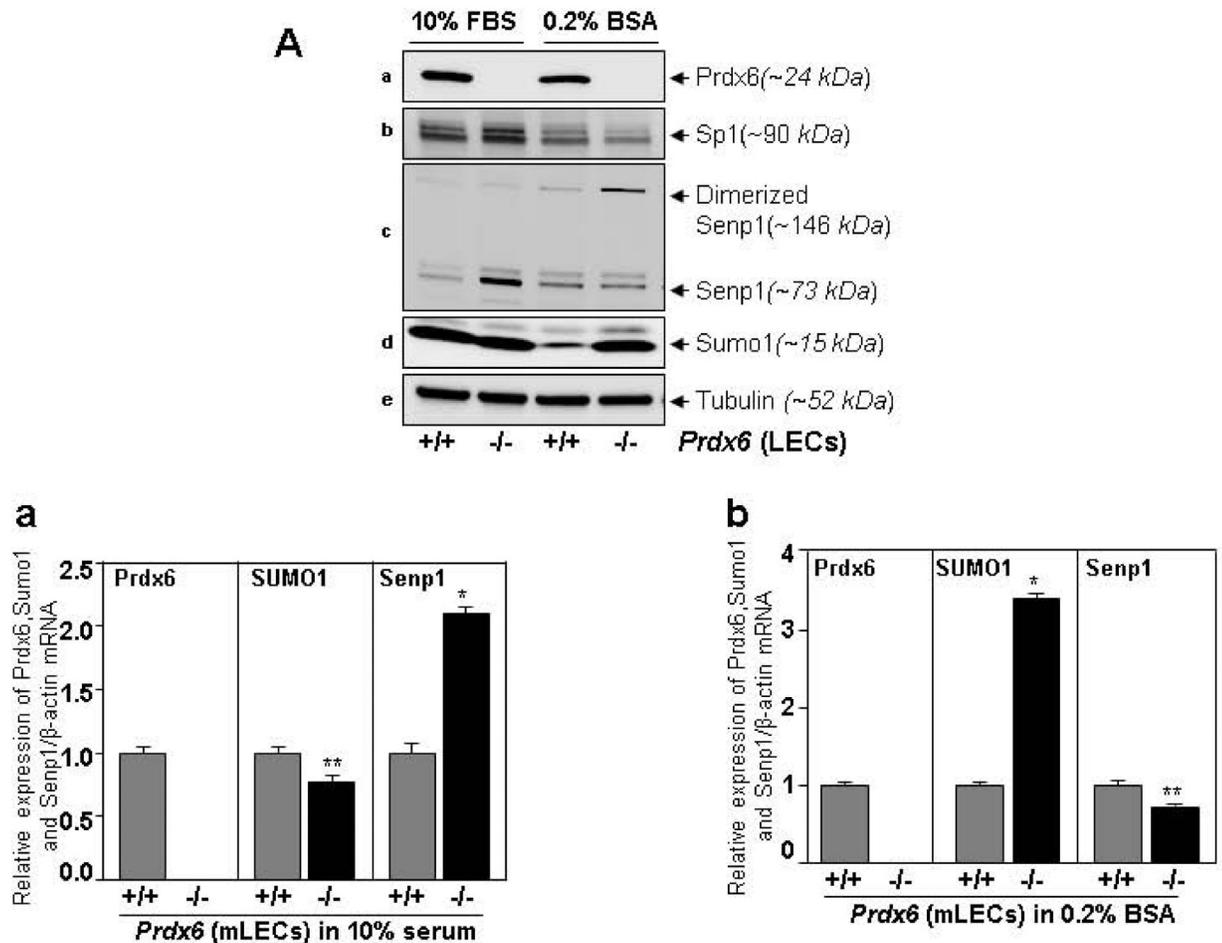 A
10% FBS 0.2% BSA
a Prdx6(~24 kDa)
b Sp1(~90 kDa)
c Dimerized
Senp1(~146 kDa)
Senp1(~73 kDa)
d Sumo1(~15 kDa)
e Tubulin (~52 kDa)
+/+ -/- +/+ -/- Prdx6 (LECs)
a
Relative expression of Prdx6,Sumo1
and Senp1/β-actin mRNA
2.5
2.0
1.5
1.0
0.5
0.0
Prdx6 SUMO1 Senp1
*
**
+/+ -/- +/+ -/- +/+ -/-
Prdx6 (mLECs) in 10% serum
b
Relative expression of Prdx6,Sumo1
and Senp1/β-actin mRNA
4
3
2
1
0
Prdx6 SUMO1 Senp1
*
**
+/+ -/- +/+ -/- +/+ -/-
Prdx6 (mLECs) in 0.2% BSA